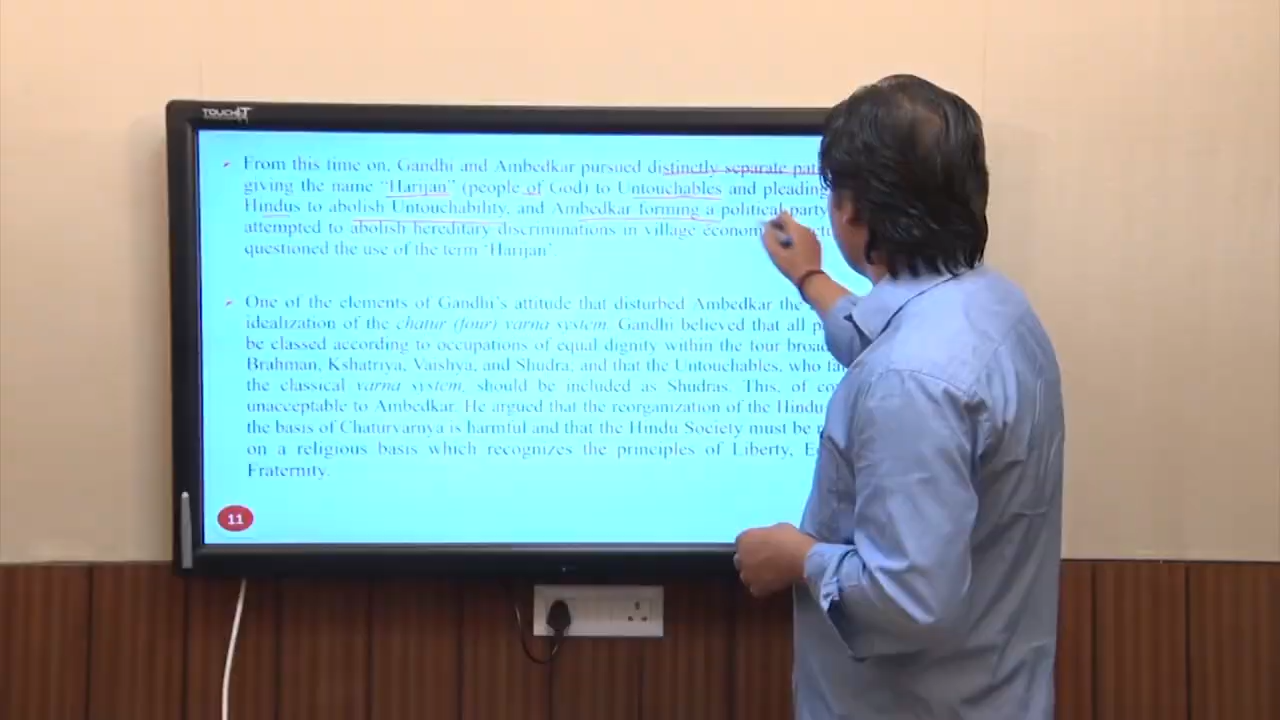 TOUCHIT
From this time on, Gandhi and Ambedkar pursued distinctly separate
giving the name “Harijan” (people of God) to Untouchables and pleading
Hindus to abolish Untouchability, and Ambedkar forming a political party
attempted to abolish hereditary discriminations in village
questioned the use of the term ‘Harijan’.
One of the elements of Gandhi’s attitude that disturbed Ambedkar the
idealization of the chatur (four) varna system. Gandhi believed that all
be classed according to occupations of equal dignity within the four
Brahman, Kshatriya, Vaishya, and Shudra, and that the Untouchables, who
the classical varna system, should be included as Shudras. This, of
unacceptable to Ambedkar. He argued that the reorganization of the Hindu
the basis of Chaturvarnya is harmful and that the Hindu Society must be
on a religious basis which recognizes the principles of Liberty,
Fraternity.
11